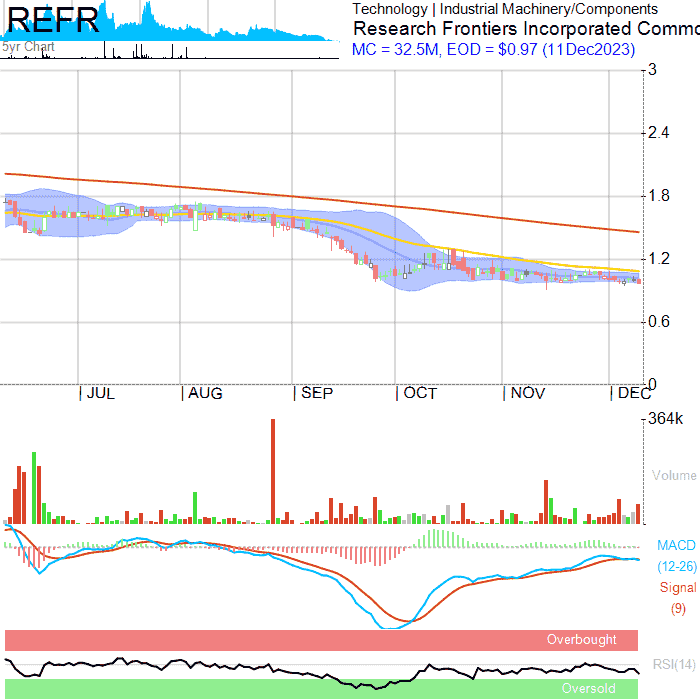 REFR
5yr Chart
Technology | Industrial Machinery/Components
Research Frontiers Incorporated Commo
MC = 32.5M, EOD = $0.97 (11Dec2023)
3
2.4
1.8
1.2
0.6
0
JUL
AUG
SEP
OCT
NOV
DEC
364k
Volume
MACD
(12-26)
Signal
(9)
Overbought
RSI(14)
Oversold